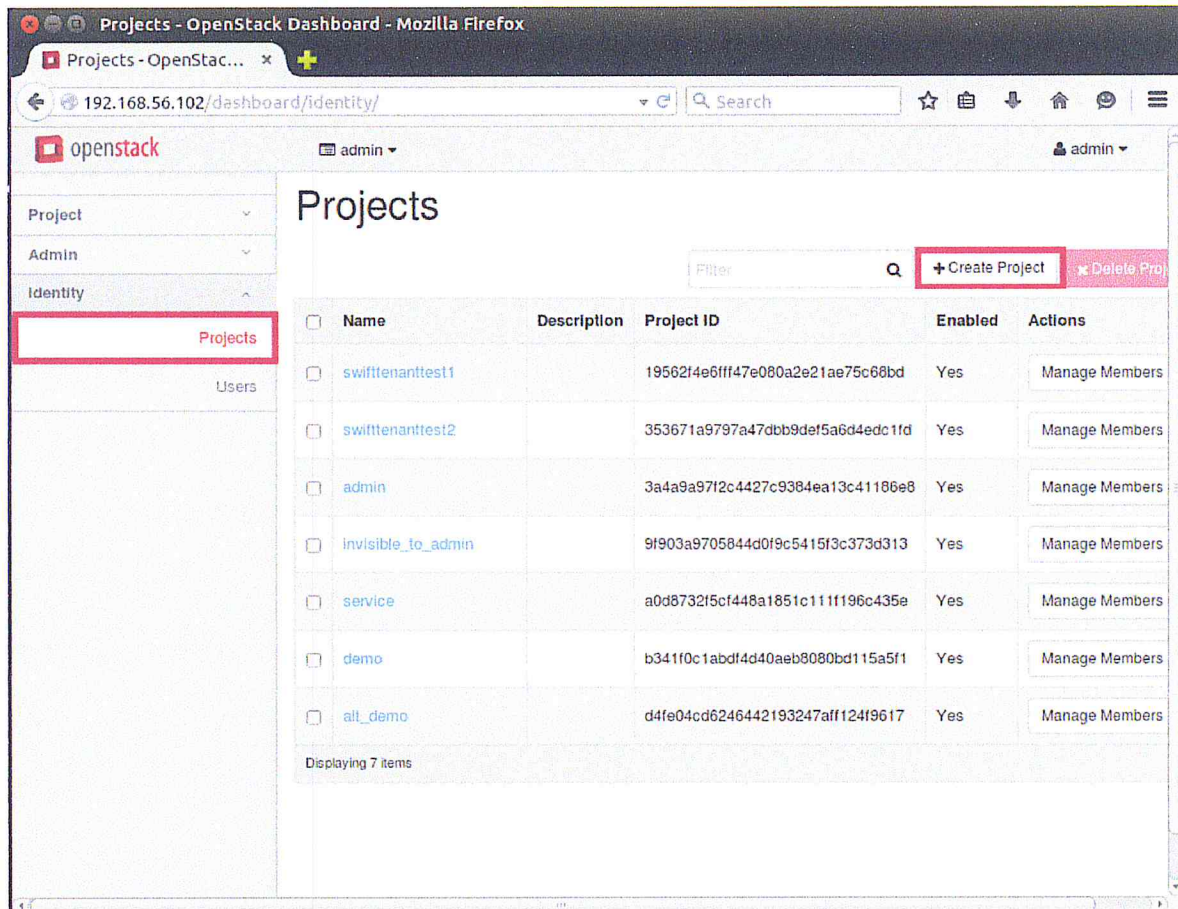 Projects - OpenStack Dashboard - Mozilla Firefox
Projects - OpenStac...
192.168.56.102/dashboard/identity/
Search
openstack
admin
admin
Project
Admin
Identity
Projects
Users
Projects
Filter
Create Project
Delete Proj
Name Description Project ID Enabled Actions
swifttenanttest1 19562f4e6fff47e080a2e21ae75c68bd Yes Manage Members
swifttenanttest2 353671a9797a47dbb9def5a6d4edc1fd Yes Manage Members
admin 3a4a9a97f2c4427c9384ea13c41186e8 Yes Manage Members
invisible_to_admin 9f903a9705844d0f9c5415f3c373d313 Yes Manage Members
service a0d8732f5cf448a1851c111f196c435e Yes Manage Members
demo b341f0c1abdf4d40aeb8080bd115a5f1 Yes Manage Members
alt_demo d4fe04cd6246442193247aff124f9617 Yes Manage Members
Displaying 7 items